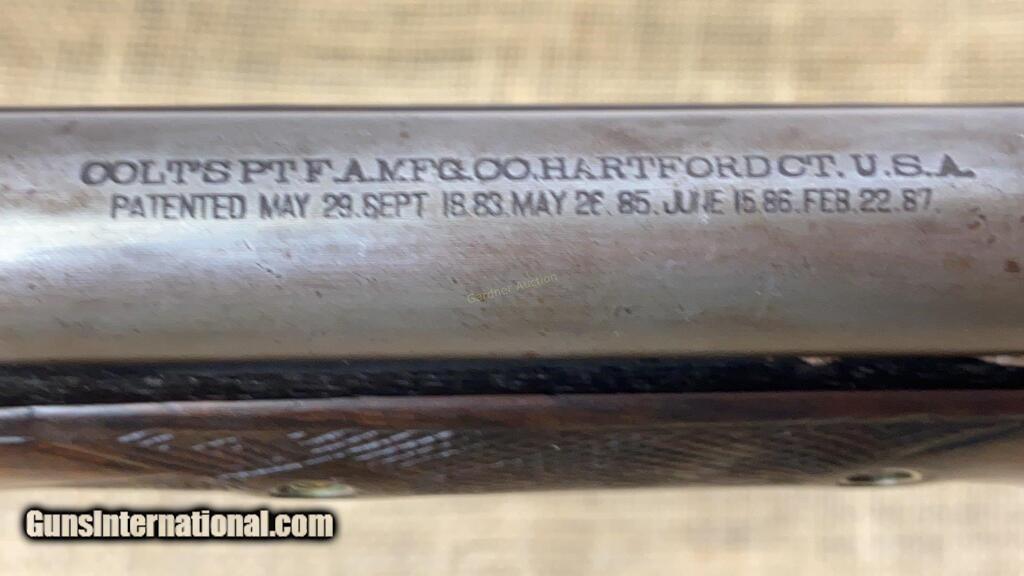 COLT'S PT. F.A.MFG.CO. HARTFORD CT. U.S.A.
PATENTED MAY 29. SEPT 18.83. MAY 26. 85. JUNE 15 86. FEB. 22. 87.
Gardner Auction
GunsInternational.com